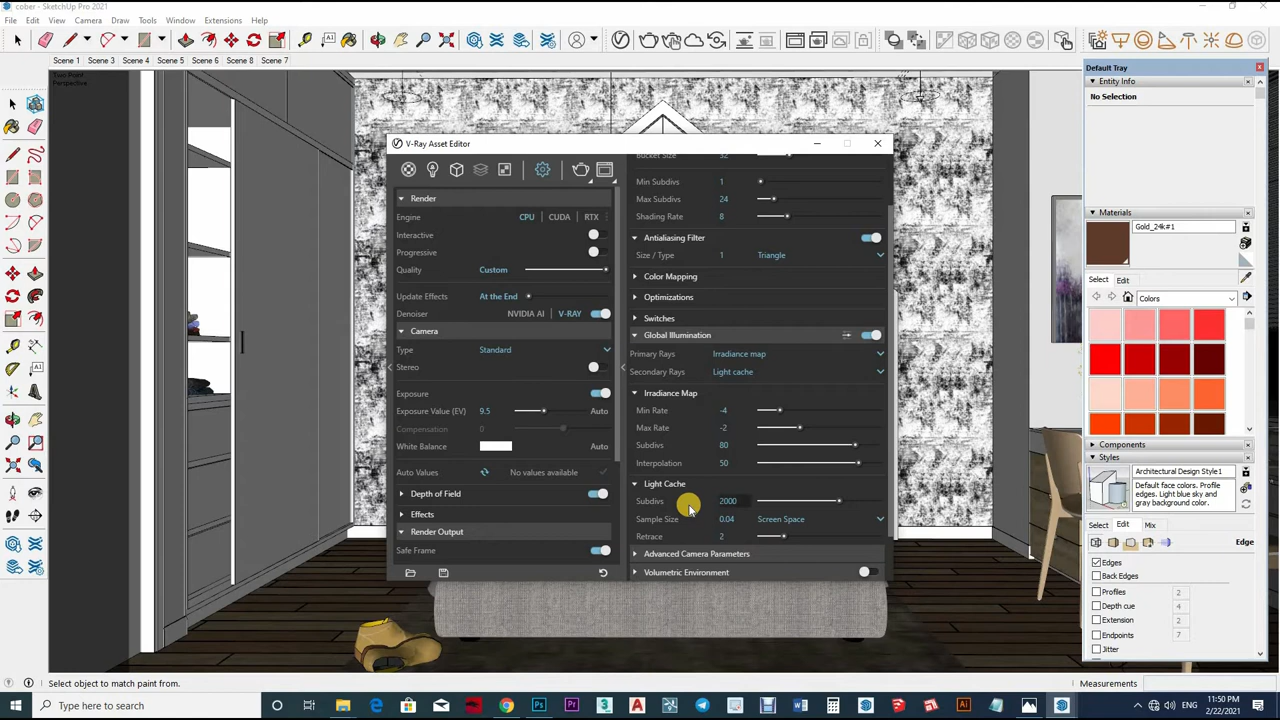 cober - SketchUp Pro 2021
File Edit View Camera Draw Tools Window Extensions Help
Scene 1 Scene 3 Scene 4 Scene 5 Scene 6 Scene 8 Scene 7
Two Point
Perspective
V-Ray Asset Editor
Render
Engine CPU CUDA RTX
Interactive
Progressive
Quality Custom
Update Effects At the End
Denoiser NVIDIA AI V-RAY
Camera
Type Standard
Stereo
Exposure
Exposure Value (EV) 9.5 Auto
Compensation 0
White Balance Auto
Auto Values No values available
Depth of Field
Effects
Render Output
Safe Frame
Bucket Size 32
Min Subdivs 1
Max Subdivs 24
Shading Rate 8
Antialiasing Filter
Size / Type 1 Triangle
Color Mapping
Optimizations
Switches
Global Illumination
Primary Rays Irradiance map
Secondary Rays Light cache
Irradiance Map
Min Rate -4
Max Rate -2
Subdivs 80
Interpolation 50
Light Cache
Subdivs 2000
Sample Size 0.04 Screen Space
Retrace 2
Advanced Camera Parameters
Volumetric Environment
Default Tray
Entity Info
No Selection
Materials
Gold_24k#1
Select Edit
Colors
Components
Styles
Architectural Design Style1
Default face colors. Profile
edges. Light blue sky and
gray background color.
Select Edit Mix
Edge
Edges
Back Edges
Profiles 2
Depth cue 4
Extension 2
Endpoints 7
Jitter
Select object to match paint from.
Measurements
Type here to search
11:50 PM
2/22/2021